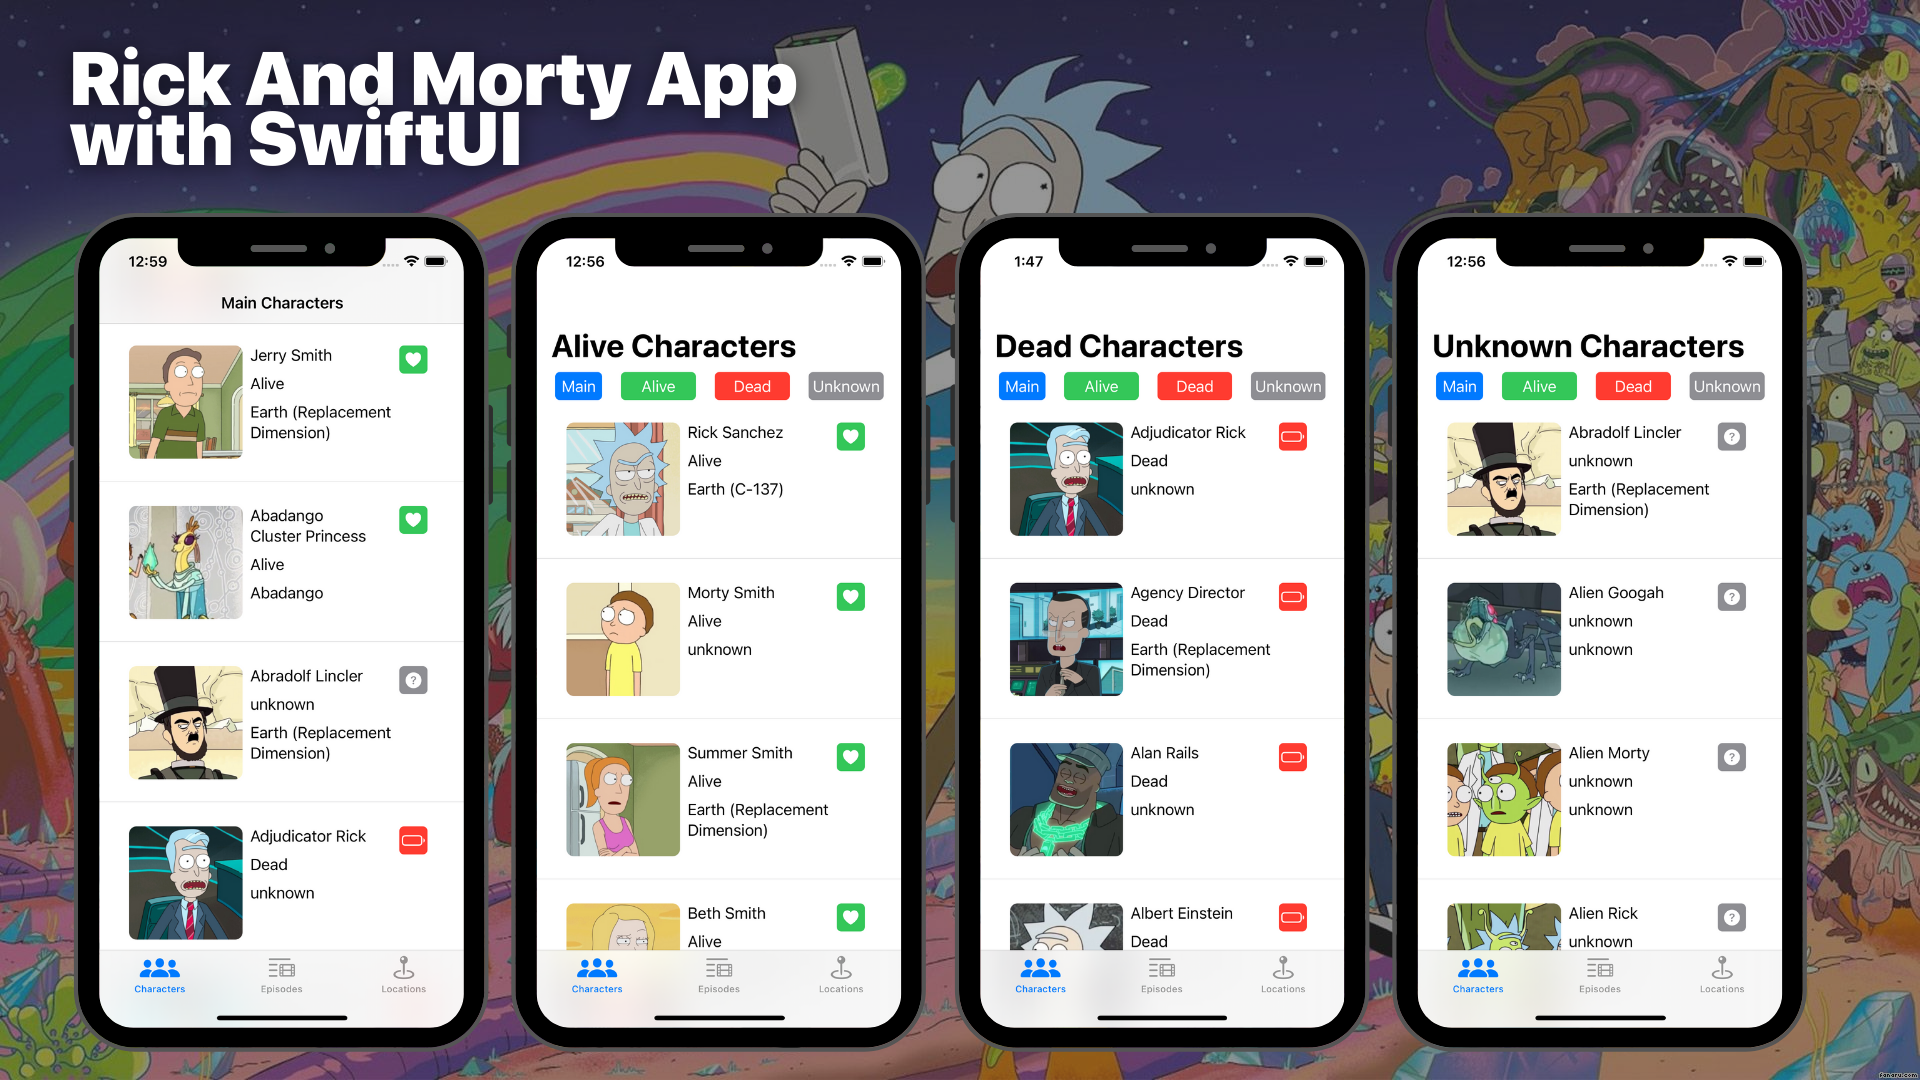 Rick And Morty App
with SwiftUI
12:59
Main Characters
Jerry Smith
Alive
Earth (Replacement
Dimension)
Abadango
Cluster Princess
Alive
Abadango
Abradolf Lincler
unknown
Earth (Replacement
Dimension)
Adjudicator Rick
Dead
unknown
Characters Episodes Locations
12:56
Alive Characters
Main Alive Dead Unknown
Rick Sanchez
Alive
Earth (C-137)
Morty Smith
Alive
unknown
Summer Smith
Alive
Earth (Replacement
Dimension)
Beth Smith
Alive
Characters Episodes Locations
1:47
Dead Characters
Main Alive Dead Unknown
Adjudicator Rick
Dead
unknown
Agency Director
Dead
Earth (Replacement
Dimension)
Alan Rails
Dead
unknown
Albert Einstein
Dead
Characters Episodes Locations
12:56
Unknown Characters
Main Alive Dead Unknown
Abradolf Lincler
unknown
Earth (Replacement
Dimension)
Alien Googah
unknown
unknown
Alien Morty
unknown
unknown
Alien Rick
unknown
Characters Episodes Locations